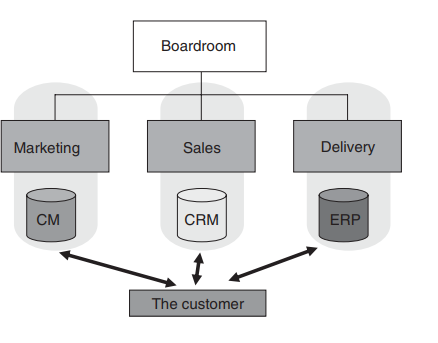 Boardroom
Marketing
Sales
Delivery
CM
CRM
ERP
The customer